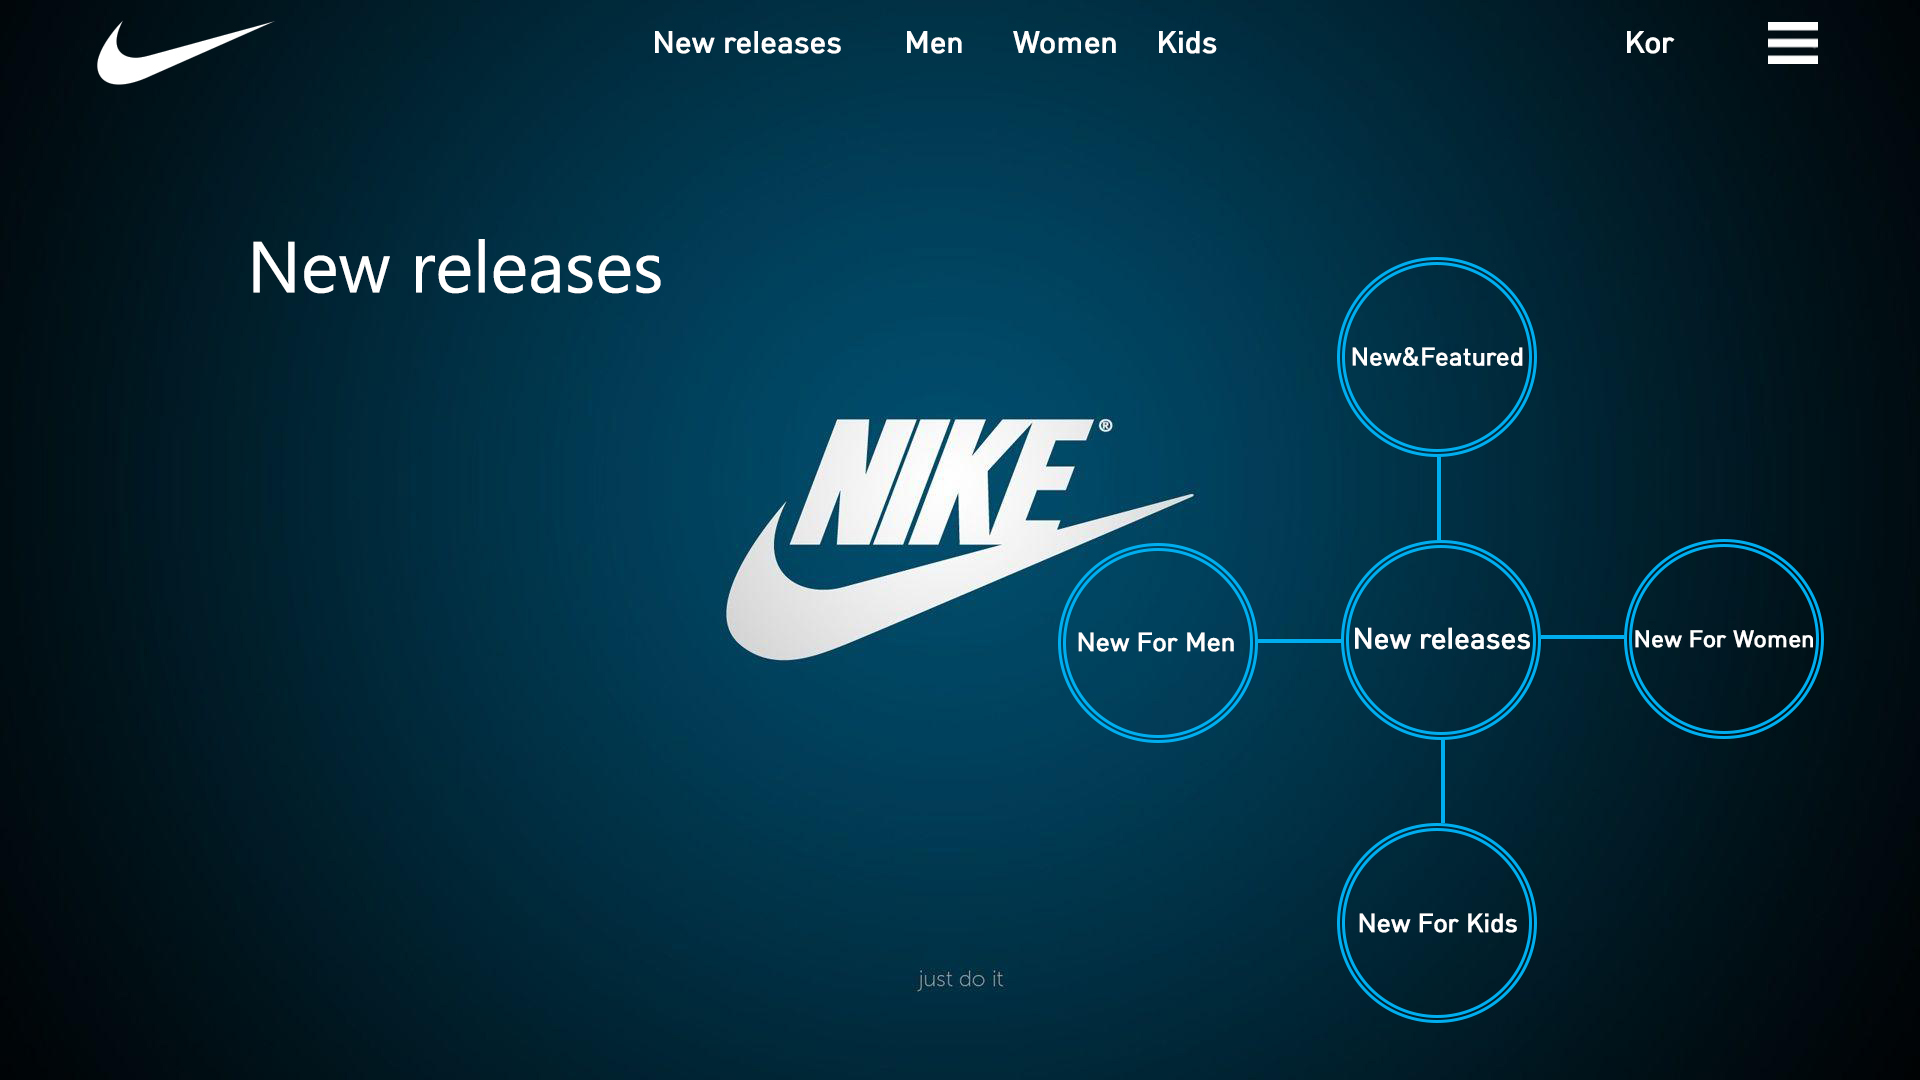 New releases Men Women Kids Kor
New releases
New&Featured
NIKE®
New For Men New releases New For Women
New For Kids
just do it